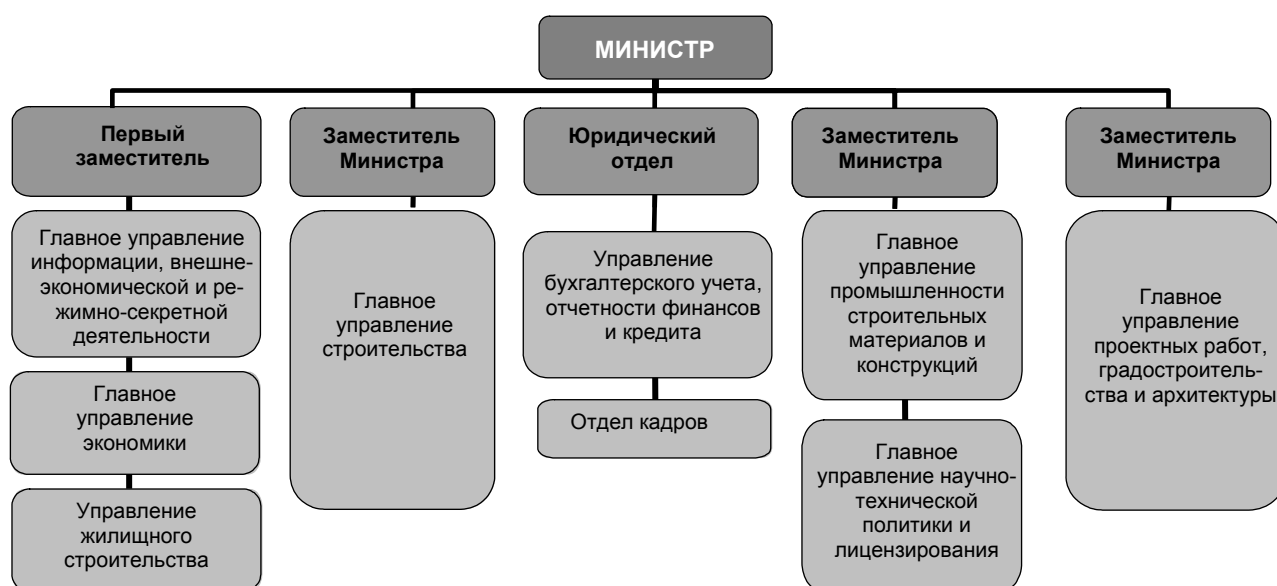 МИНИСТР
Первый
заместитель
Заместитель
Министра
Юридический
отдел
Заместитель
Министра
Заместитель
Министра
Главное управление
информации, внешне-
экономической и ре-
жимно-секретной
деятельности
Главное
управление
экономики
Управление
жилищного
строительства
Главное
управление
строительства
Управление
бухгалтерского учета,
отчетности финансов
и кредита
Отдел кадров
Главное
управление
промышленности
строительных
материалов и
конструкций
Главное
управление научно-
технической
политики и
лицензирования
Главное
управление
проектных работ,
градостроитель-
ства и архитектуры